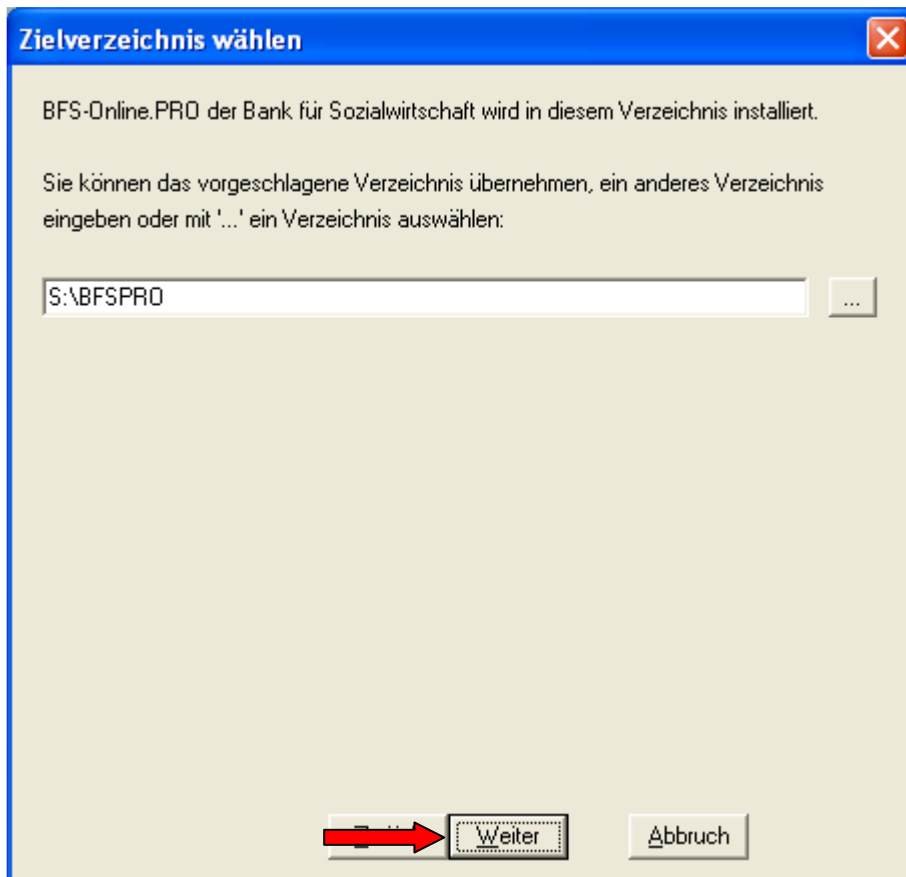 Zielverzeichnis wählen
BFS-Online.PRO der Bank für Sozialwirtschaft wird in diesem Verzeichnis installiert.
Sie können das vorgeschlagene Verzeichnis übernehmen, ein anderes Verzeichnis
eingeben oder mit '...' ein Verzeichnis auswählen:
S:\BFSPRO ...
Weiter Abbruch